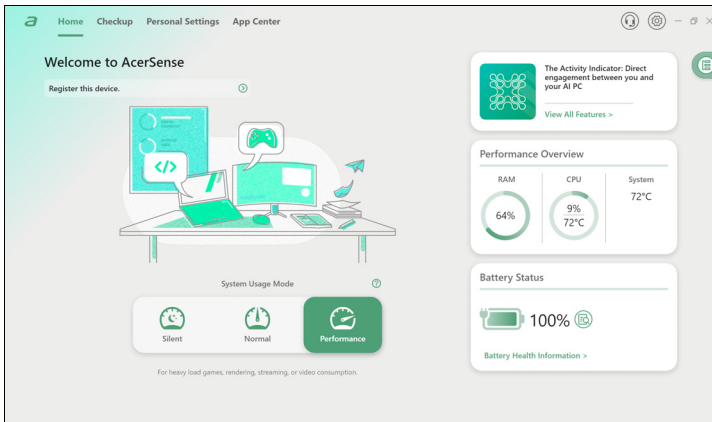 Home Checkup Personal Settings App Center
Welcome to AcerSense
Register this device.
</>
System Usage Mode
Silent
Normal
Performance
For heavy load games, rendering, streaming, or video consumption.
The Activity Indicator: Direct
engagement between you and
your AI PC
View All Features >
Performance Overview
RAM CPU System
64%
9%
72°C
72°C
Battery Status
100%
Battery Health Information >